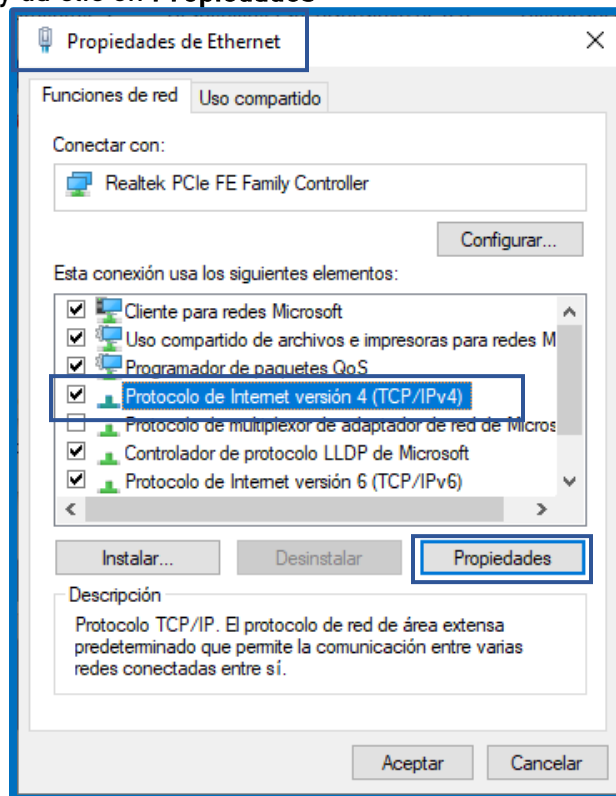 y da clic en Propiedades
Propiedades de Ethernet
Funciones de red Uso compartido
Conectar con:
Realtek PCIe FE Family Controller
Configurar...
Esta conexión usa los siguientes elementos:
Cliente para redes Microsoft
Uso compartido de archivos e impresoras para redes M
Programador de paquetes QoS
Protocolo de Internet versión 4 (TCP/IPv4)
Protocolo de multiplexor de adaptador de red de Micros
Controlador de protocolo LLDP de Microsoft
Protocolo de Internet versión 6 (TCP/IPv6)
Instalar... Desinstalar Propiedades
Descripción
Protocolo TCP/IP. El protocolo de red de área extensa
predeterminado que permite la comunicación entre varias
redes conectadas entre sí.
Aceptar Cancelar